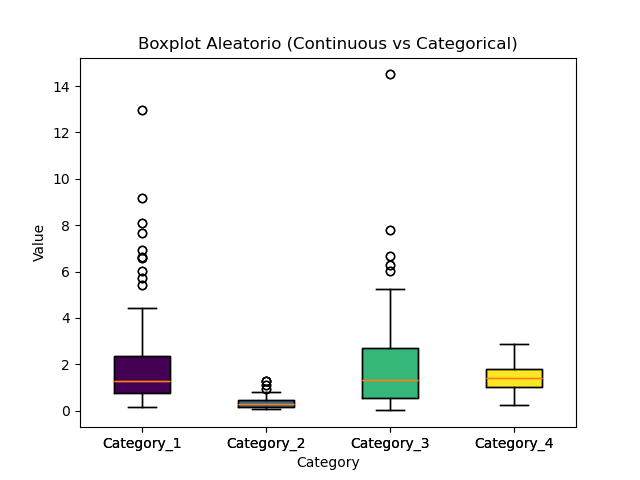 Boxplot Aleatorio (Continuous vs Categorical)
14
12
10
8
6
4
2
0
Value
Category_1 Category_2 Category_3 Category_4
Category